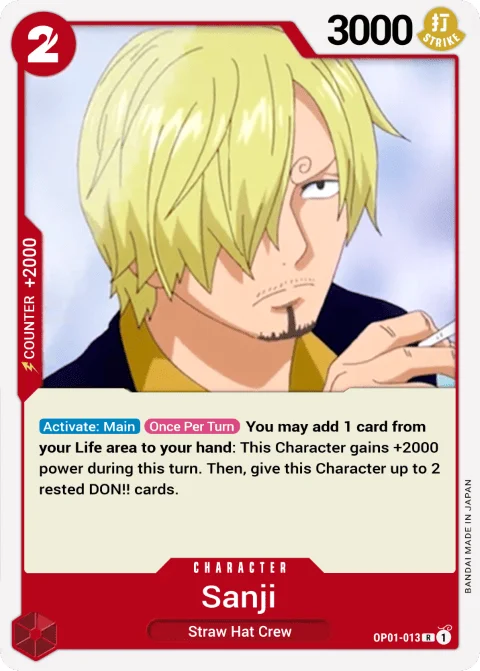 2
3000
打
STRIKE
COUNTER +2000
Activate: Main Once Per Turn You may add 1 card from
your Life area to your hand: This Character gains +2000
power during this turn. Then, give this Character up to 2
rested DON!! cards.
BANDAI MADE IN JAPAN
CHARACTER
Sanji
Straw Hat Crew
OP01-013 R 1